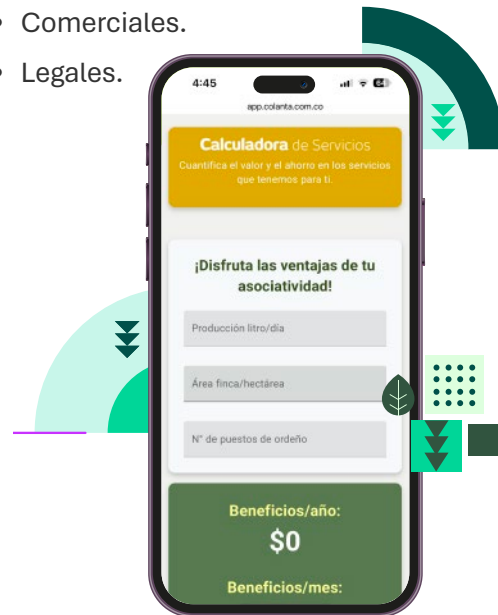 • Comerciales.
• Legales.
4:45
64
app.colanta.com.co
Calculadora de Servicios
Cuantifica el valor y el ahorro en los servicios
que tenemos para ti.
¡Disfruta las ventajas de tu
asociatividad!
Producción litro/día
Área finca/hectárea
N° de puestos de ordeño
Beneficios/año:
$0
Beneficios/mes: